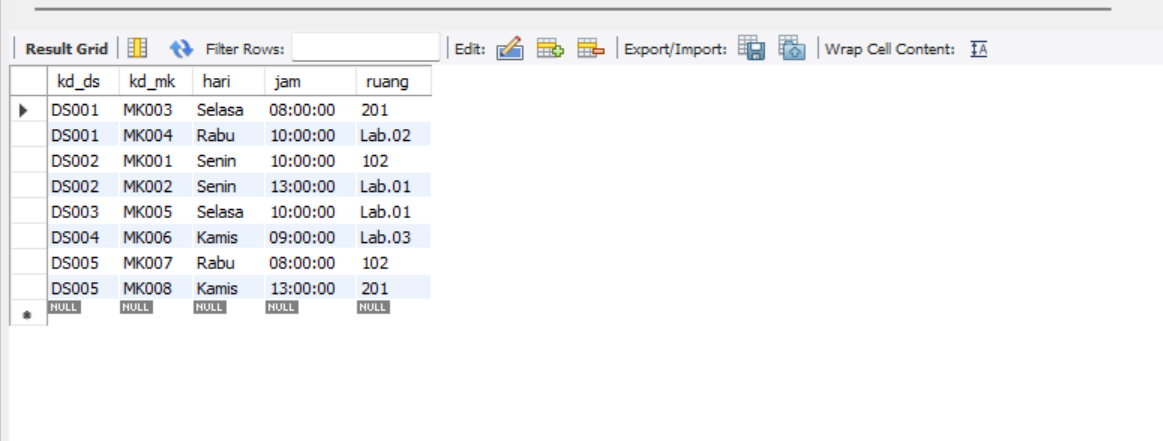 Result Grid Filter Rows: Edit: Export/Import: Wrap Cell Content: IA
kd_ds kd_mk hari jam ruang
DS001 MK003 Selasa 08:00:00 201
DS001 MK004 Rabu 10:00:00 Lab.02
DS002 MK001 Senin 10:00:00 102
DS002 MK002 Senin 13:00:00 Lab.01
DS003 MK005 Selasa 10:00:00 Lab.01
DS004 MK006 Kamis 09:00:00 Lab.03
DS005 MK007 Rabu 08:00:00 102
DS005 MK008 Kamis 13:00:00 201
NULL NULL NULL NULL NULL